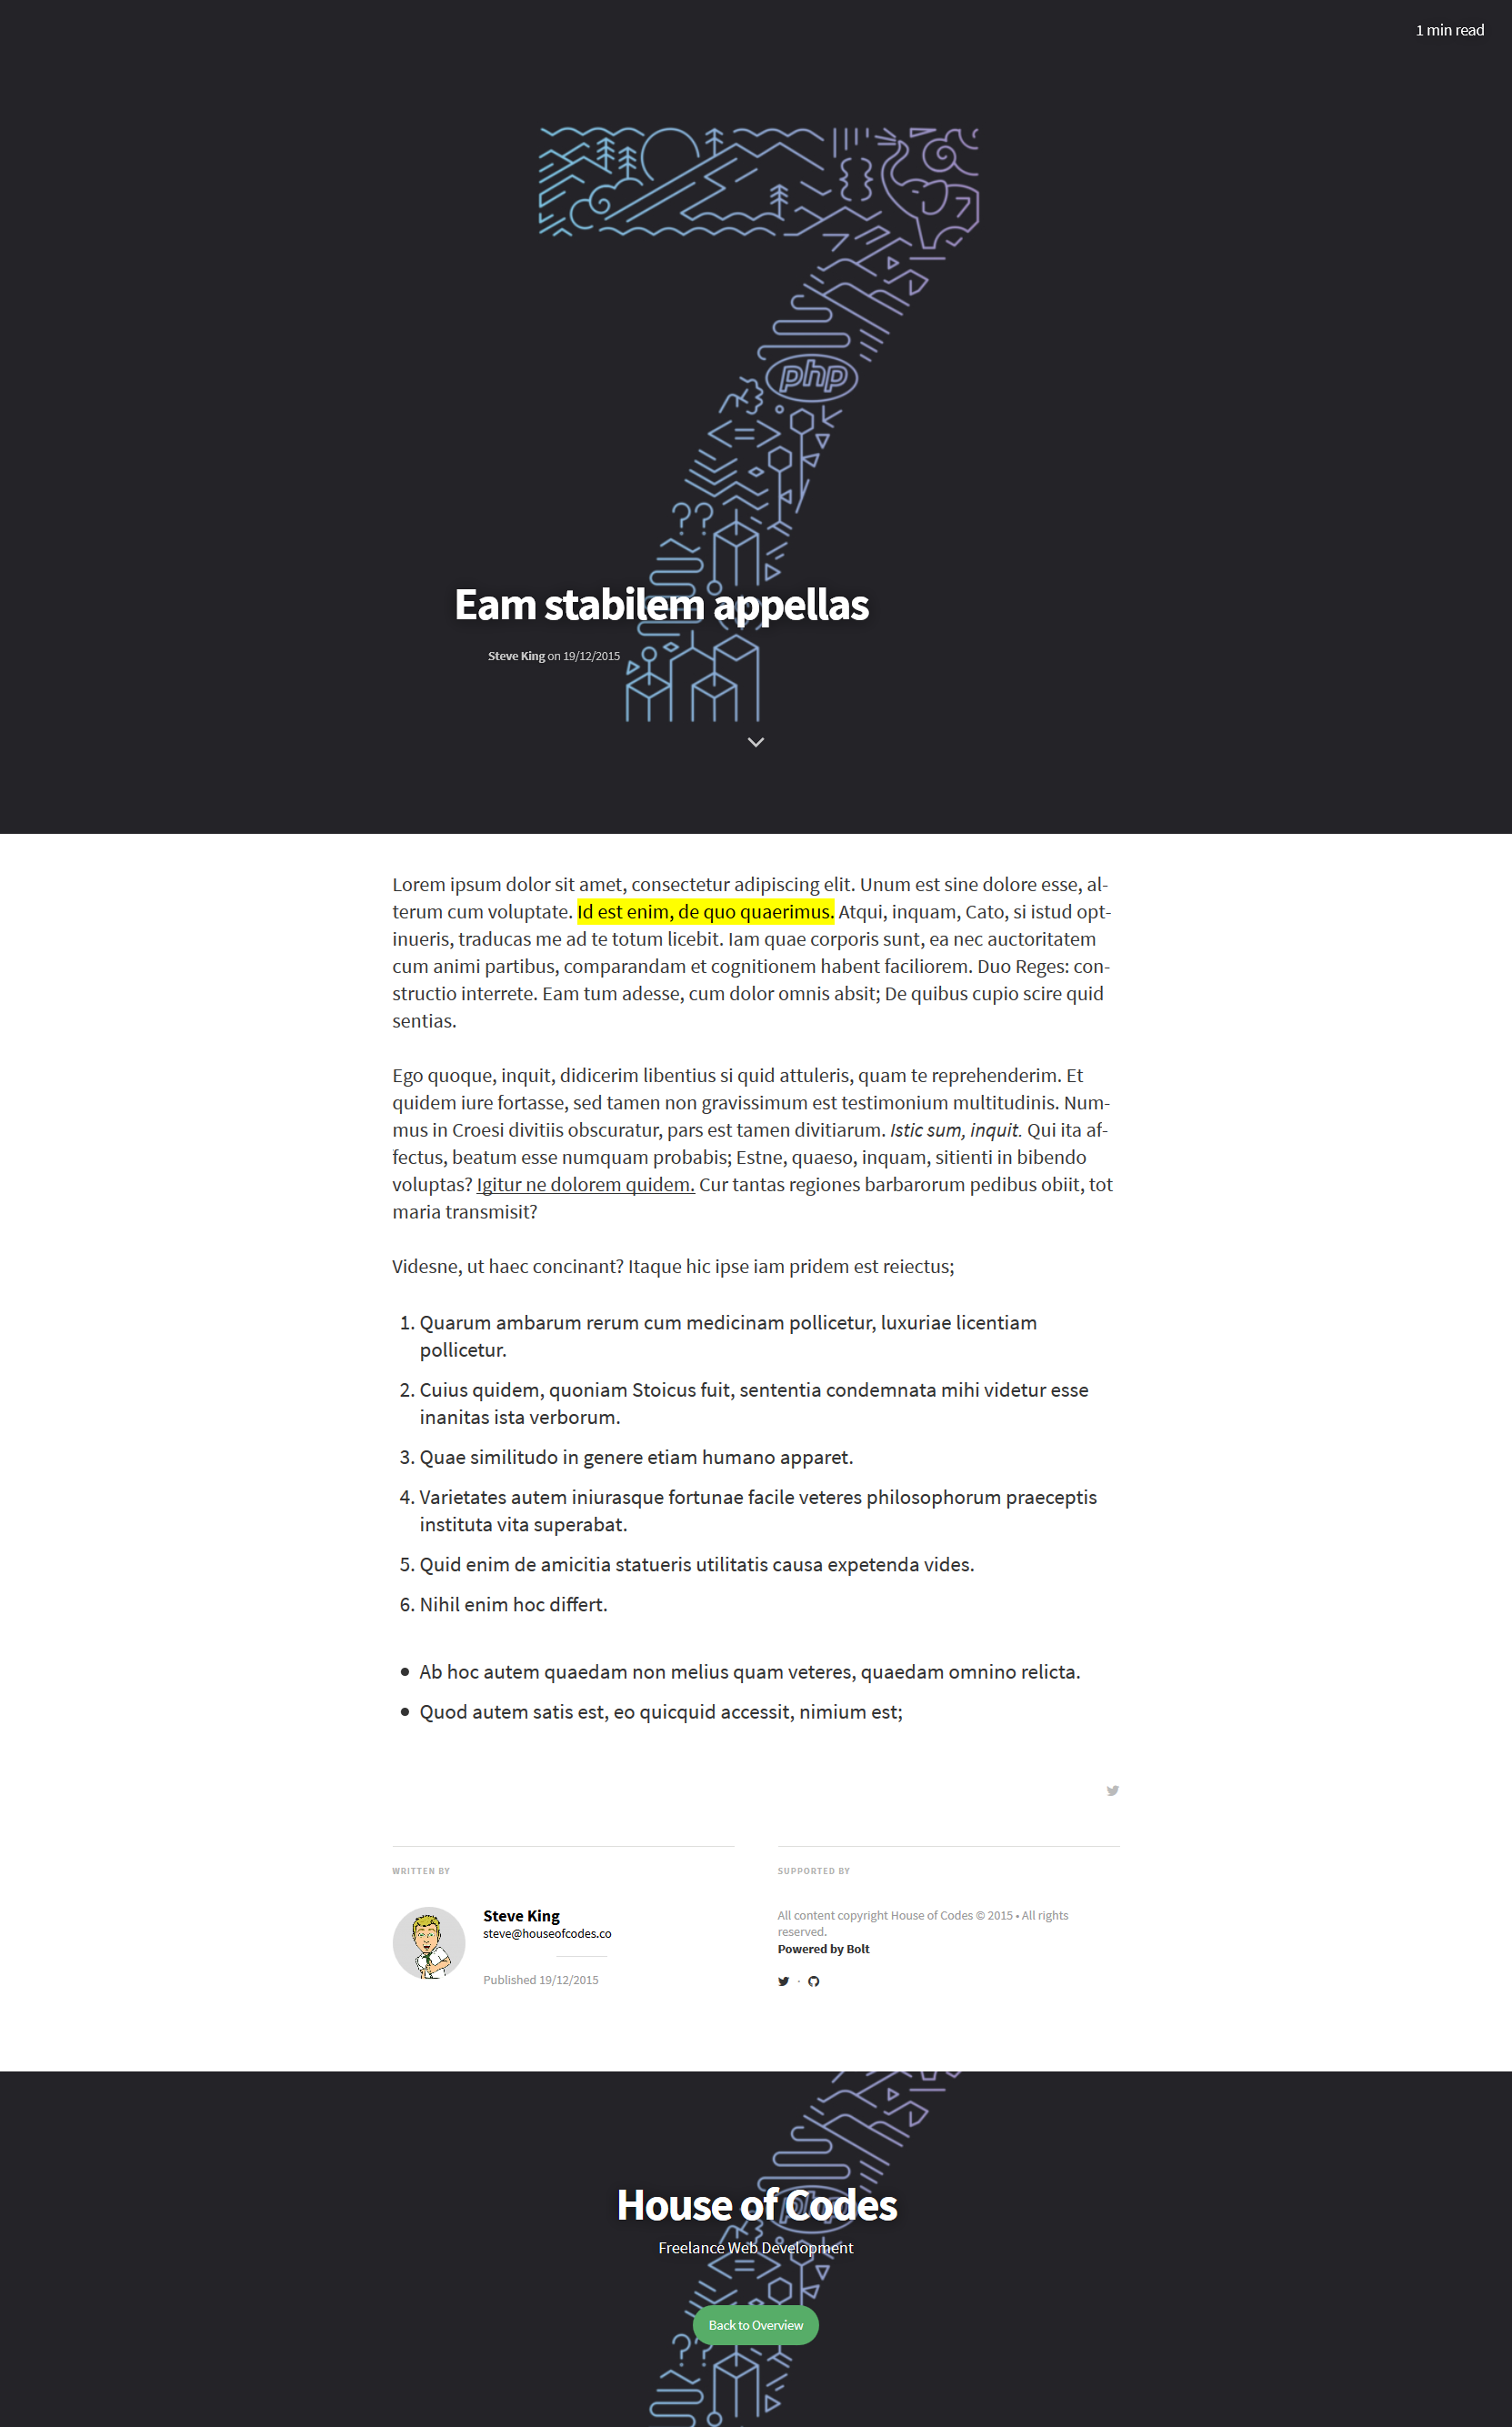 1 min read
php
??
Eam stabilem appellas
Steve King on 19/12/2015
Lorem ipsum dolor sit amet, consectetur adipiscing elit. Unum est sine dolore esse, al-
terum cum voluptate. Id est enim, de quo quaerimus. Atqui, inquam, Cato, si istud opt-
inueris, traducas me ad te totum licebit. Iam quae corporis sunt, ea nec auctoritatem
cum animi partibus, comparandam et cognitionem habent faciliorem. Duo Reges: con-
structio interrete. Eam tum adesse, cum dolor omnis absit; De quibus cupio scire quid
sentias.
Ego quoque, inquit, didicerim libentius si quid attuleris, quam te reprehenderim. Et
quidem iure fortasse, sed tamen non gravissimum est testimonium multitudinis. Num-
mus in Croesi divitiis obscuratur, pars est tamen divitiarum. Istic sum, inquit. Qui ita af-
fectus, beatum esse numquam probabis; Estne, quaeso, inquam, sitienti in bibendo
voluptas? Igitur ne dolorem quidem. Cur tantas regiones barbarorum pedibus obiit, tot
maria transmisit?
Videsne, ut haec concinant? Itaque hic ipse iam pridem est reiectus;
1. Quarum ambarum rerum cum medicinam pollicetur, luxuriae licentiam
pollicetur.
2. Cuius quidem, quoniam Stoicus fuit, sententia condemnata mihi videtur esse
inanitas ista verborum.
3. Quae similitudo in genere etiam humano apparet.
4. Varietates autem iniurasque fortunae facile veteres philosophorum praeceptis
instituta vita superabat.
5. Quid enim de amicitia statueris utilitatis causa expetenda vides.
6. Nihil enim hoc differt.
• Ab hoc autem quaedam non melius quam veteres, quaedam omnino relicta.
• Quod autem satis est, eo quicquid accessit, nimium est;
WRITTEN BY
Steve King
steve@houseofcodes.co
Published 19/12/2015
SUPPORTED BY
All content copyright House of Codes © 2015 • All rights
reserved.
Powered by Bolt
php
House of Codes
Freelance Web Development
Back to Overview
??